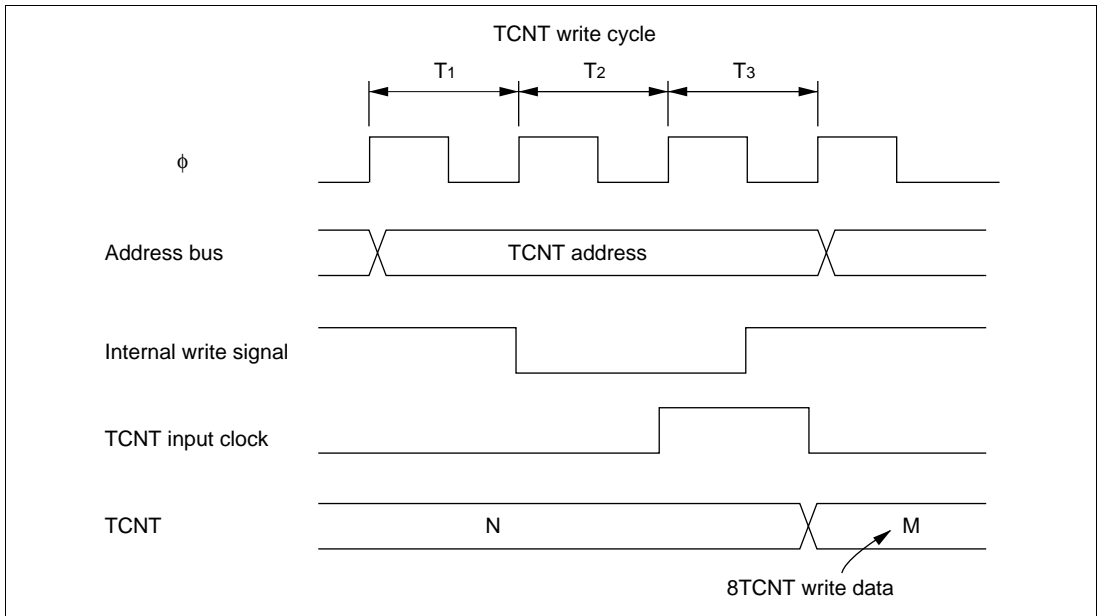 TCNT write cycle
T1 T2 T3
φ
Address bus TCNT address
Internal write signal
TCNT input clock
TCNT N M
8TCNT write data